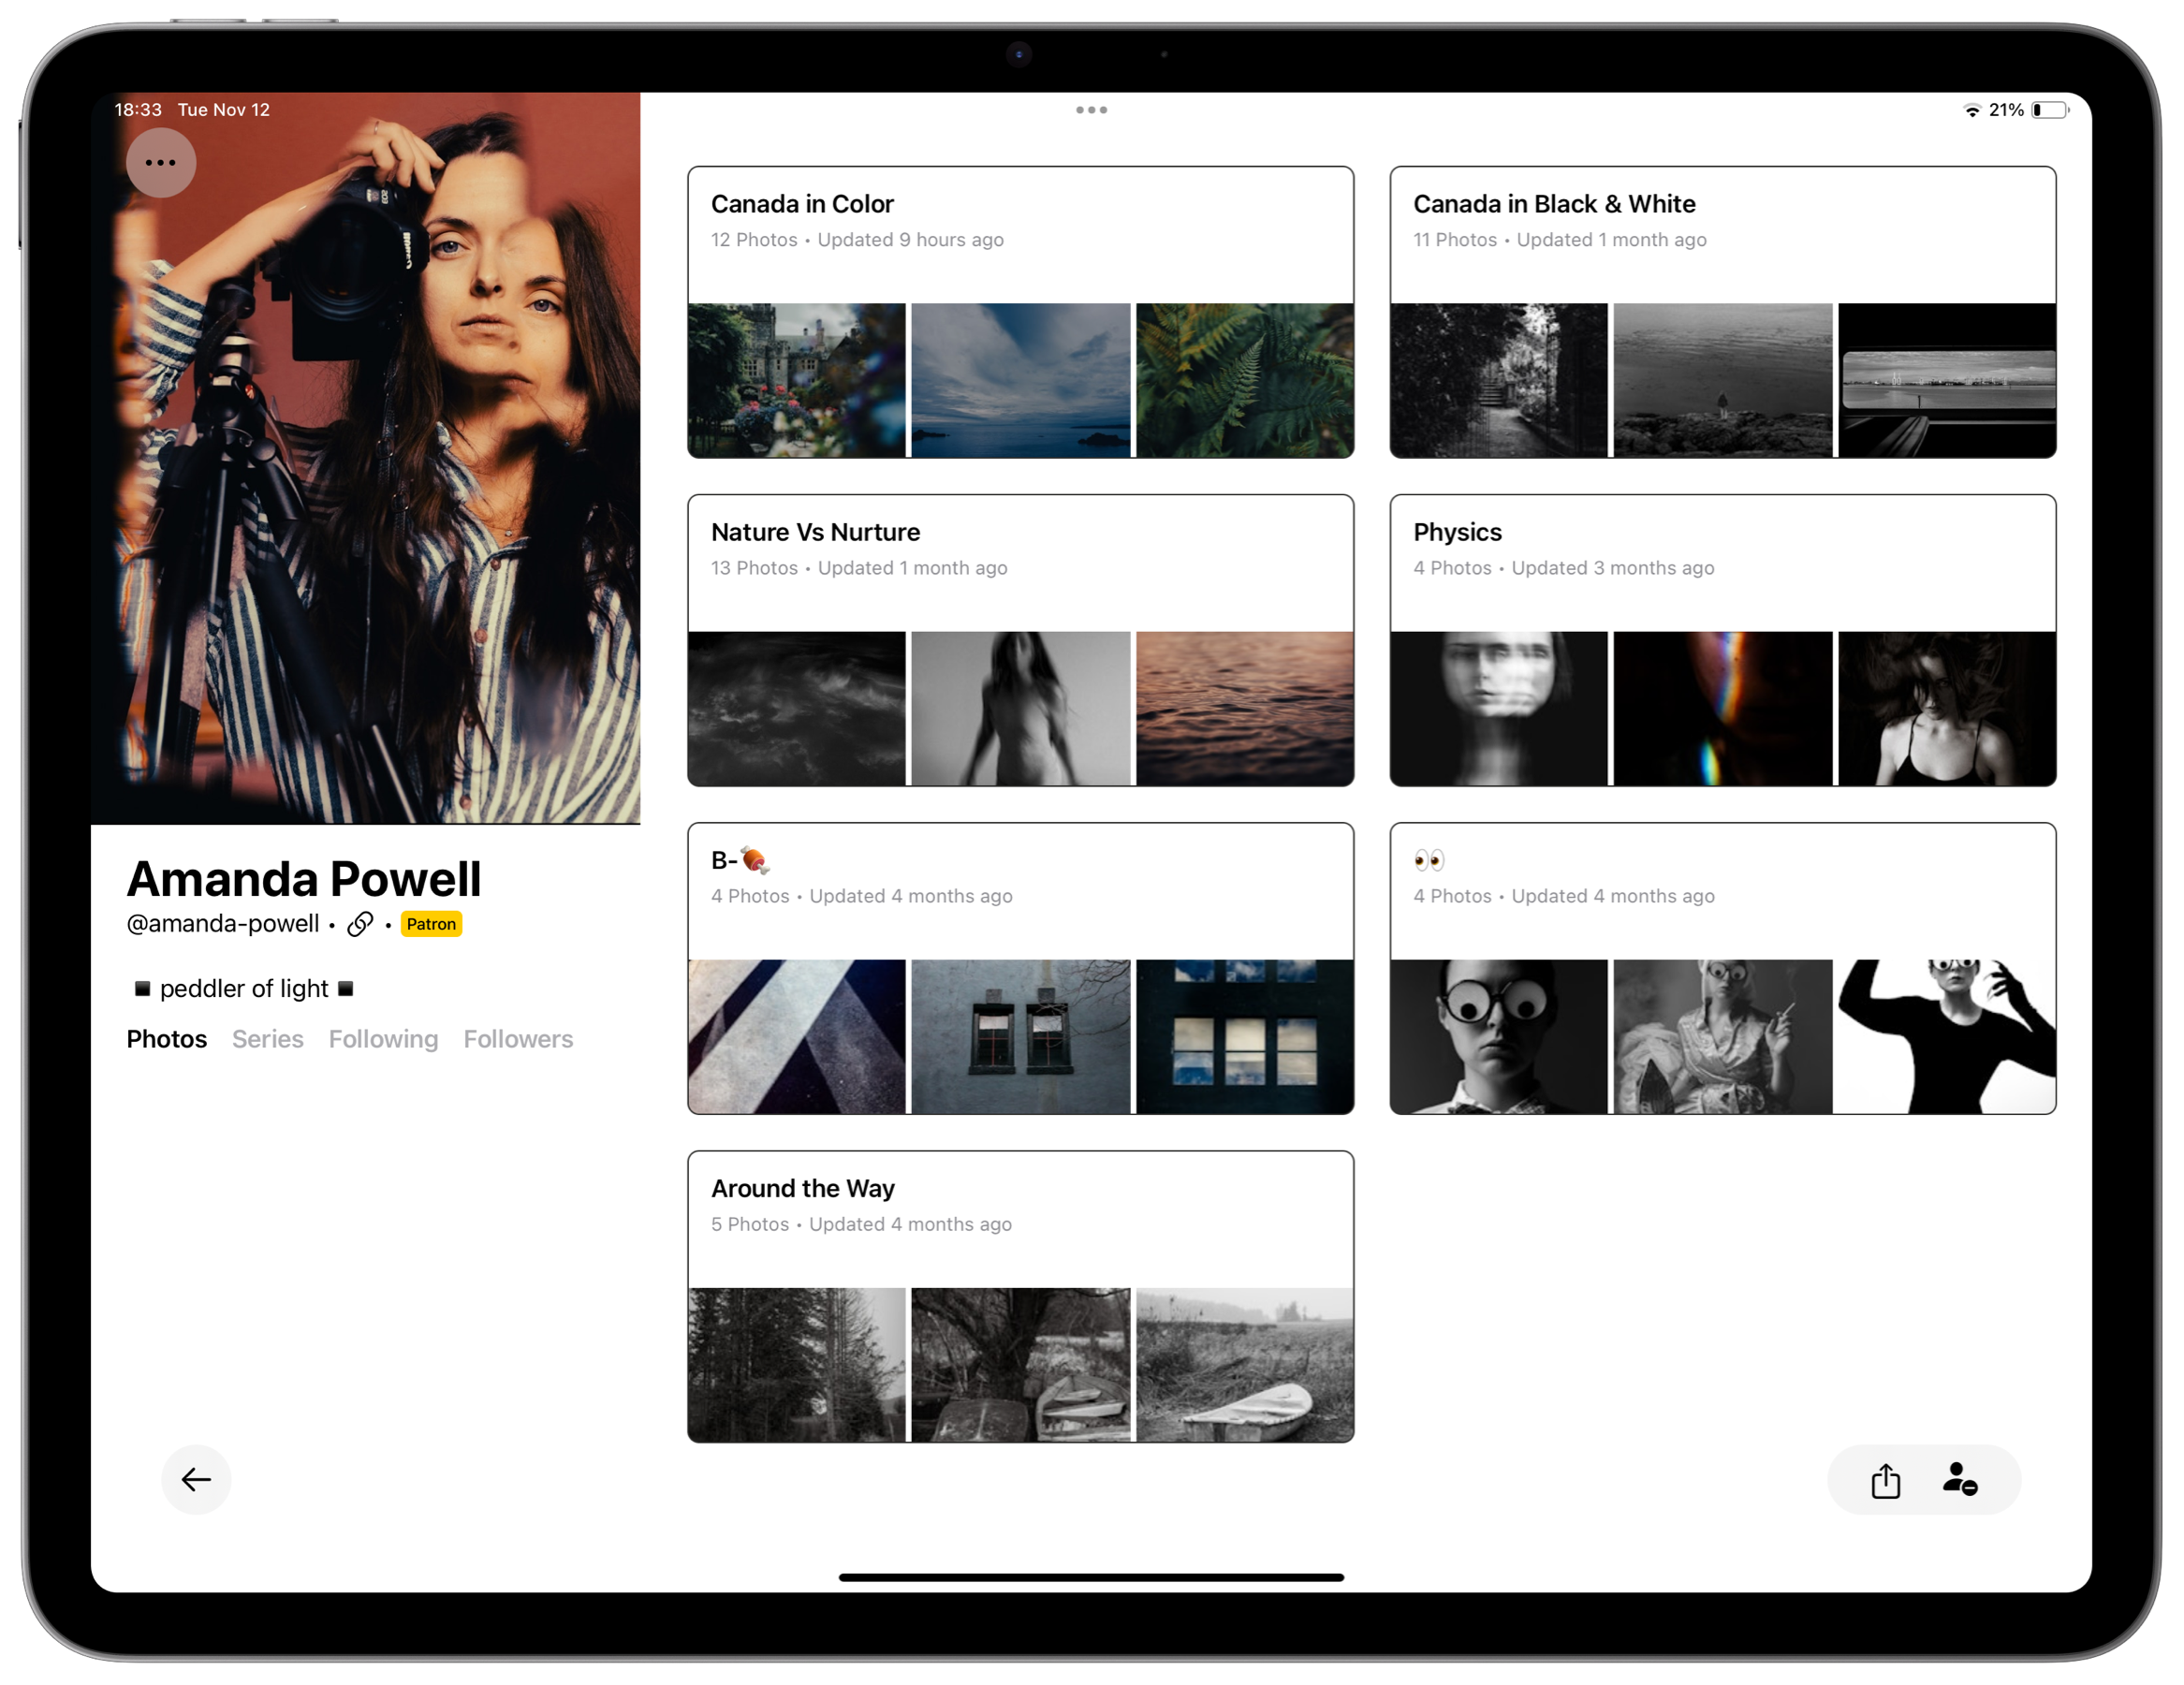 18:33 Tue Nov 12
21%
Amanda Powell
@amanda-powell • 🔗 • Patron
◾ peddler of light ◾
Photos Series Following Followers
Canada in Color
12 Photos • Updated 9 hours ago
Canada in Black & White
11 Photos • Updated 1 month ago
Nature Vs Nurture
13 Photos • Updated 1 month ago
Physics
4 Photos • Updated 3 months ago
B-🍖
4 Photos • Updated 4 months ago
👀
4 Photos • Updated 4 months ago
Around the Way
5 Photos • Updated 4 months ago